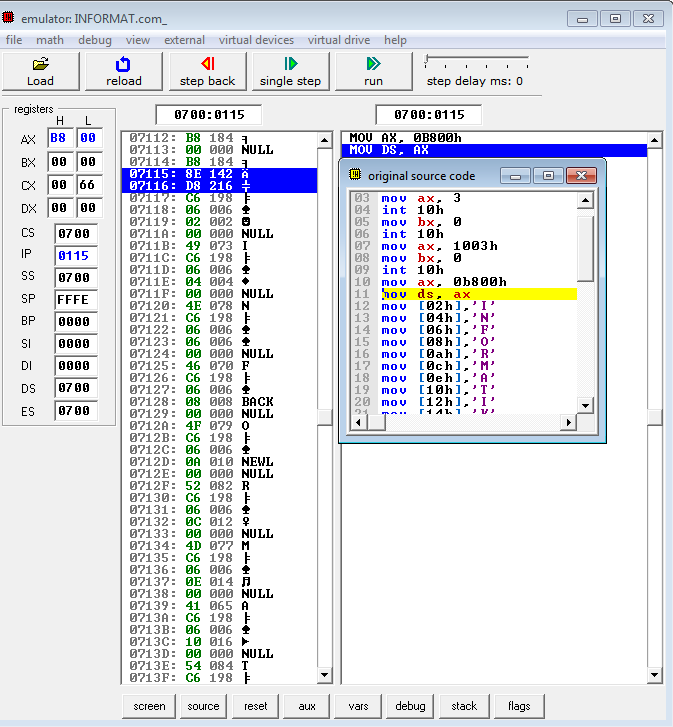 emulator: INFORMAT.com_
file math debug view external virtual devices virtual drive help
Load reload step back single step run step delay ms: 0
registers
H L
AX B8 00
BX 00 00
CX 00 66
DX 00 00
CS 0700
IP 0115
SS 0700
SP FFFE
BP 0000
SI 0000
DI 0000
DS 0700
ES 0700
0700:0115
07112: B8 184 ╕
07113: 00 000 NULL
07114: B8 184 ╕
07115: 8E 142 Ä
07116: D8 216 ╪
07117: C6 198 ╞
07118: 06 006 ♠
07119: 02 002 ☻
0711A: 00 000 NULL
0711B: 49 073 I
0711C: C6 198 ╞
0711D: 06 006 ♠
0711E: 04 004 ♦
0711F: 00 000 NULL
07120: 4E 078 N
07121: C6 198 ╞
07122: 06 006 ♠
07123: 06 006 ♠
07124: 00 000 NULL
07125: 46 070 F
07126: C6 198 ╞
07127: 06 006 ♠
07128: 08 008 BACK
07129: 00 000 NULL
0712A: 4F 079 O
0712B: C6 198 ╞
0712C: 06 006 ♠
0712D: 0A 010 NEWL
0712E: 00 000 NULL
0712F: 52 082 R
07130: C6 198 ╞
07131: 06 006 ♠
07132: 0C 012 ♀
07133: 00 000 NULL
07134: 4D 077 M
07135: C6 198 ╞
07136: 06 006 ♠
07137: 0E 014 ♫
07138: 00 000 NULL
07139: 41 065 A
0713A: C6 198 ╞
0713B: 06 006 ♠
0713C: 10 016 ►
0713D: 00 000 NULL
0713E: 54 084 T
0713F: C6 198 ╞
0700:0115
MOV AX, 0B800h
MOV DS, AX
original source code
03 mov ax, 3
04 int 10h
05 mov bx, 0
06 int 10h
07 mov ax, 1003h
08 mov bx, 0
09 int 10h
10 mov ax, 0b800h
11 mov ds, ax
12 mov [02h],'I'
13 mov [04h],'N'
14 mov [06h],'F'
15 mov [08h],'O'
16 mov [0ah],'R'
17 mov [0ch],'M'
18 mov [0eh],'A'
19 mov [10h],'T'
20 mov [12h],'I'
21 mov [14h],'K'
screen source reset aux vars debug stack flags